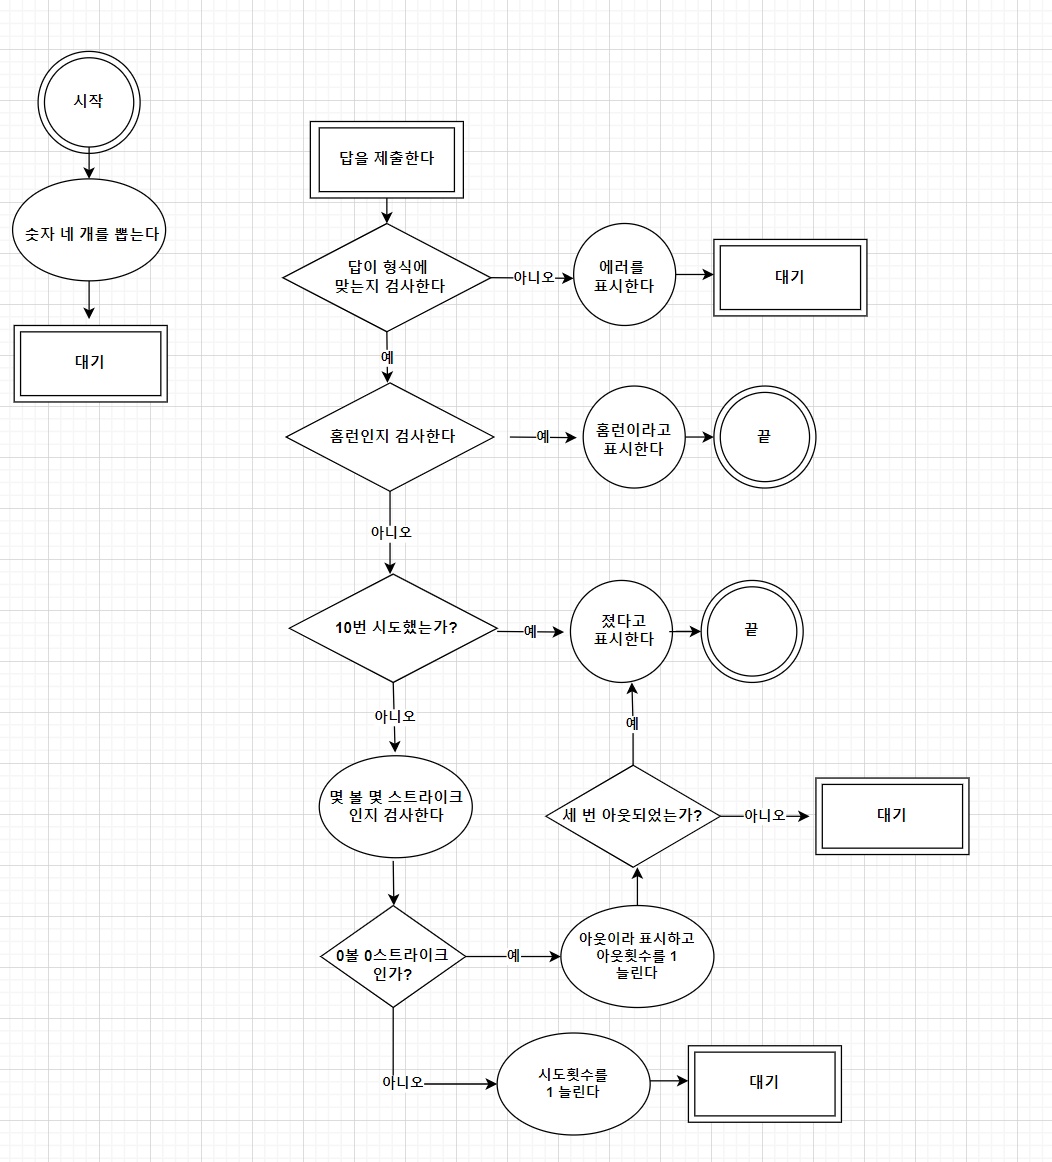 시작
숫자 네 개를 뽑는다
대기
답을 제출한다
답이 형식에
맞는지 검사한다
아니오
에러를
표시한다
대기
예
홈런인지 검사한다
예
홈런이라고
표시한다
끝
아니오
10번 시도했는가?
예
졌다고
표시한다
끝
아니오
예
몇 볼 몇 스트라이크
인지 검사한다
세 번 아웃되었는가?
아니오
대기
0볼 0스트라이크
인가?
예
아웃이라 표시하고
아웃횟수를 1
늘린다
아니오
시도횟수를
1 늘린다
대기